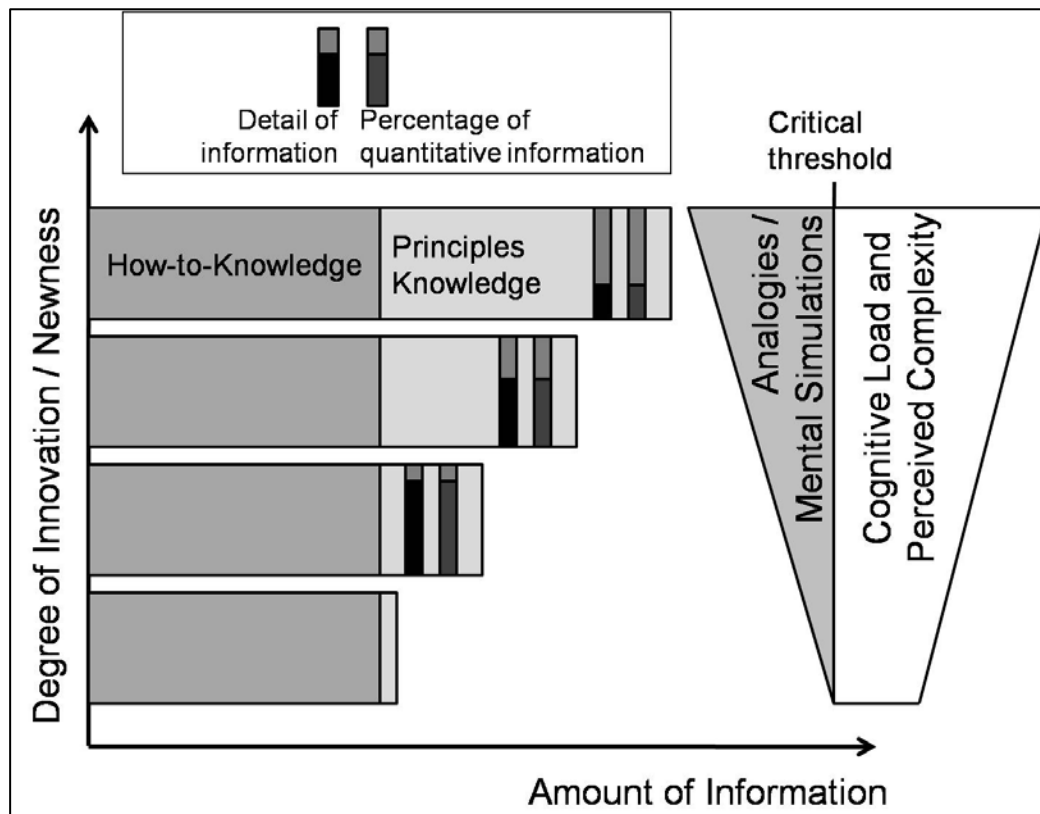 Detail of
information
Percentage of
quantitative information
Critical
threshold
Degree of Innovation / Newness
How-to-Knowledge
Principles
Knowledge
Analogies /
Mental Simulations
Cognitive Load and
Perceived Complexity
Amount of Information